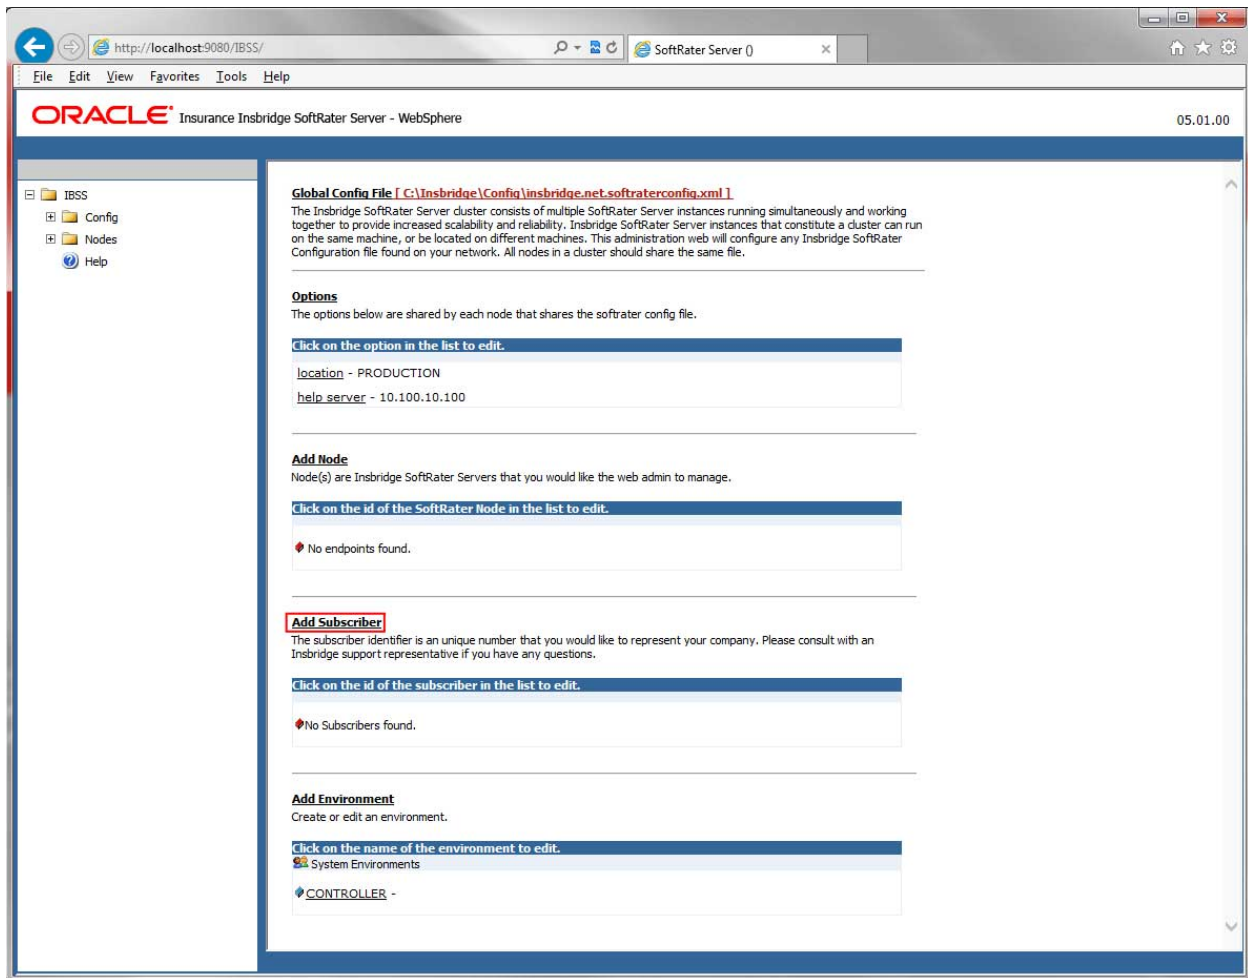 http://localhost:9080/IBSS/
SoftRater Server ()
File Edit View Favorites Tools Help
ORACLE Insurance Insbridge SoftRater Server - WebSphere
05.01.00
IBSS
Config
Nodes
Help
Global Config File [ C:\Insbridge\Config\insbridge.net.softraterconfig.xml ]
The Insbridge SoftRater Server cluster consists of multiple SoftRater Server instances running simultaneously and working
together to provide increased scalability and reliability. Insbridge SoftRater Server instances that constitute a cluster can run
on the same machine, or be located on different machines. This administration web will configure any Insbridge SoftRater
Configuration file found on your network. All nodes in a cluster should share the same file.
Options
The options below are shared by each node that shares the softrater config file.
Click on the option in the list to edit.
location - PRODUCTION
help server - 10.100.10.100
Add Node
Node(s) are Insbridge SoftRater Servers that you would like the web admin to manage.
Click on the id of the SoftRater Node in the list to edit.
No endpoints found.
Add Subscriber
The subscriber identifier is an unique number that you would like to represent your company. Please consult with an
Insbridge support representative if you have any questions.
Click on the id of the subscriber in the list to edit.
No Subscribers found.
Add Environment
Create or edit an environment.
Click on the name of the environment to edit.
System Environments
CONTROLLER -